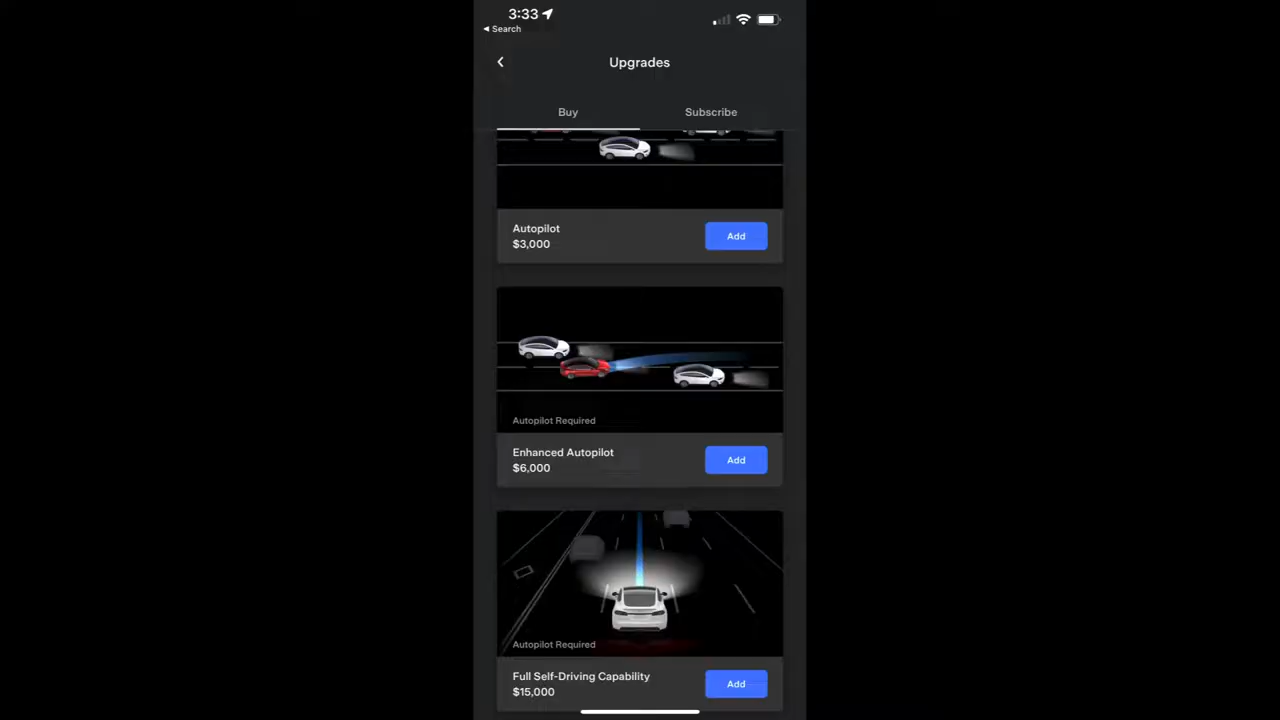 3:33
Search
Upgrades
Buy
Subscribe
Autopilot
$3,000
Add
Autopilot Required
Enhanced Autopilot
$6,000
Add
Autopilot Required
Full Self-Driving Capability
$15,000
Add